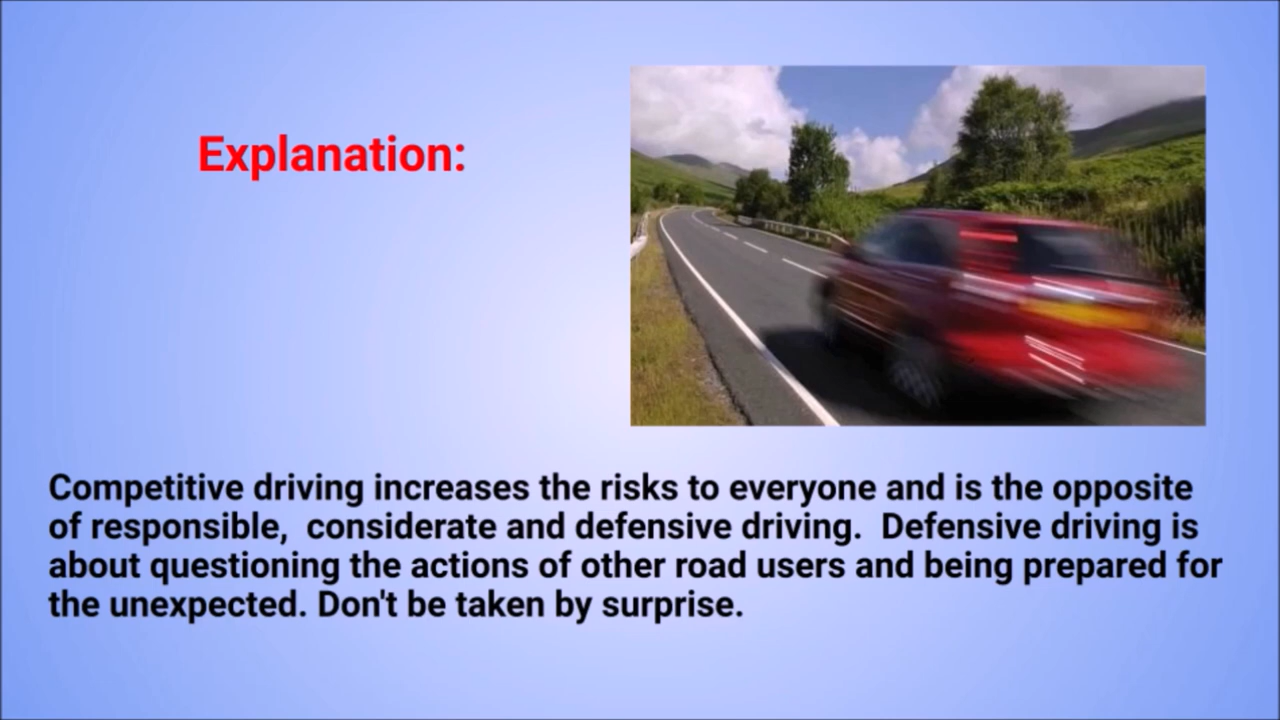 Explanation:
Competitive driving increases the risks to everyone and is the opposite
of responsible,  considerate and defensive driving.  Defensive driving is
about questioning the actions of other road users and being prepared for
the unexpected. Don't be taken by surprise.